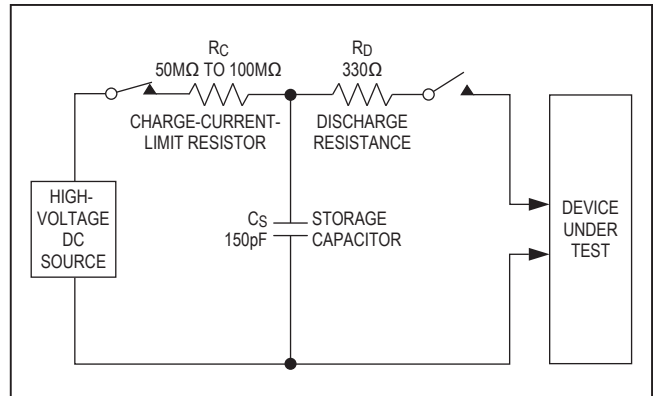 RC
50MΩ TO 100MΩ
CHARGE-CURRENT-
LIMIT RESISTOR
RD
330Ω
DISCHARGE
RESISTANCE
HIGH-
VOLTAGE
DC
SOURCE
CS
150pF
STORAGE
CAPACITOR
DEVICE
UNDER
TEST